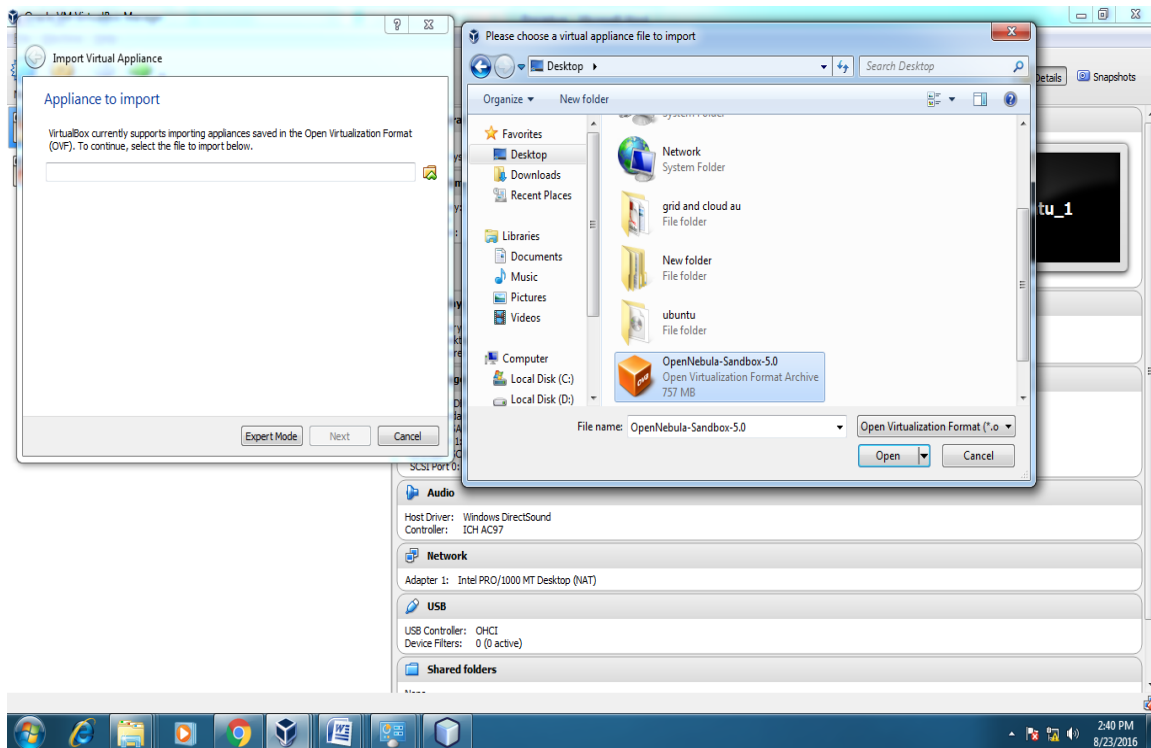 Import Virtual Appliance
Appliance to import
VirtualBox currently supports importing appliances saved in the Open Virtualization Format
(OVF). To continue, select the file to import below.
Expert Mode
Next
Cancel
Please choose a virtual appliance file to import
Desktop
Search Desktop
Organize
New folder
Favorites
Desktop
Downloads
Recent Places
Libraries
Documents
Music
Pictures
Videos
Computer
Local Disk (C:)
Local Disk (D:)
System Folder
Network
System Folder
grid and cloud au
File folder
New folder
File folder
ubuntu
File folder
OpenNebula-Sandbox-5.0
Open Virtualization Format Archive
757 MB
File name: OpenNebula-Sandbox-5.0
Open Virtualization Format (*.o
Open
Cancel
Details
Snapshots
tu_1
SCSI Port 0:
Audio
Host Driver: Windows DirectSound
Controller: ICH AC97
Network
Adapter 1: Intel PRO/1000 MT Desktop (NAT)
USB
USB Controller: OHCI
Device Filters: 0 (0 active)
Shared folders
2:40 PM
8/23/2016